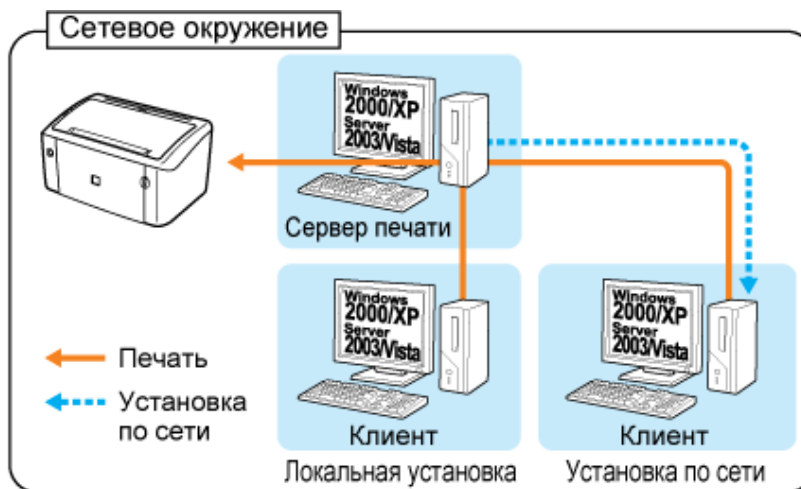 Сетевое окружение
Windows
2000/XP
Server
2003/Vista
Сервер печати
Windows
2000/XP
Server
2003/Vista
Windows
2000/XP
Server
2003/Vista
Печать
Установка
по сети
Клиент
Клиент
Локальная установка
Установка по сети